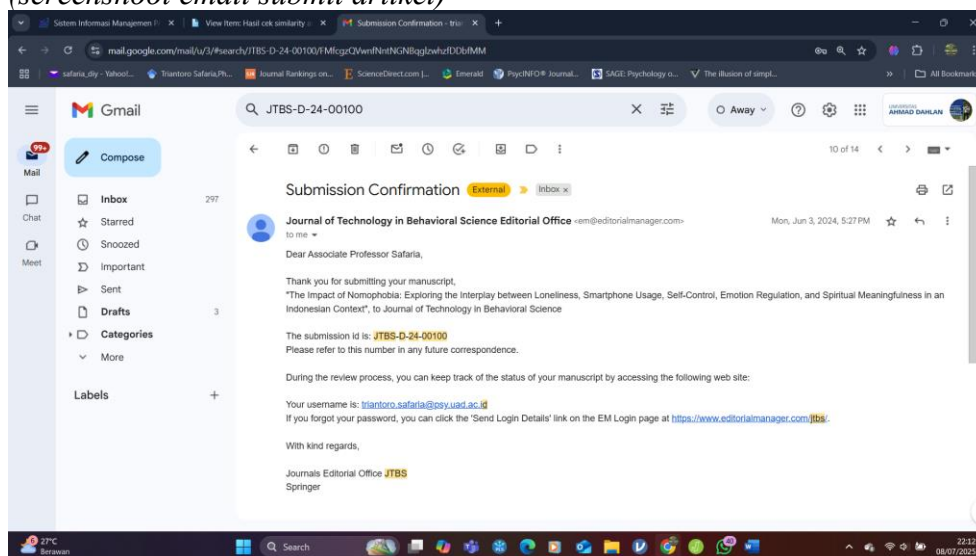 (screenshoot email submit artikel)
Sistem Informasi Manajemen P
View Item: Hasil cek similarity
Submission Confirmation - tria
mail.google.com/mail/u/3/#search/JTBS-D-24-00100/FMfcgzQVwnfNntNGNBqglzwhzfDDbfMM
safaria_diy - Yahoo!...
Triantoro Safaria,Ph...
Journal Rankings on...
ScienceDirect.com |...
Emerald
PsycINFO® Journal...
SAGE: Psychology o...
The illusion of simpl...
All Bookmark
Gmail
JTBS-D-24-00100
Away
UNIVERSITAS
AHMAD DAHLAN
99+
Mail
Chat
Meet
Compose
Inbox 297
Starred
Snoozed
Important
Sent
Drafts 3
Categories
More
Labels
10 of 14
Submission Confirmation External Inbox x
Journal of Technology in Behavioral Science Editorial Office <em@editorialmanager.com> Mon, Jun 3, 2024, 5:27 PM
to me
Dear Associate Professor Safaria,
Thank you for submitting your manuscript,
"The Impact of Nomophobia: Exploring the Interplay between Loneliness, Smartphone Usage, Self-Control, Emotion Regulation, and Spiritual Meaningfulness in an
Indonesian Context", to Journal of Technology in Behavioral Science
The submission id is: JTBS-D-24-00100
Please refer to this number in any future correspondence.
During the review process, you can keep track of the status of your manuscript by accessing the following web site:
Your username is: triantoro.safaria@psy.uad.ac.id
If you forgot your password, you can click the 'Send Login Details' link on the EM Login page at https://www.editorialmanager.com/jtbs/.
With kind regards,
Journals Editorial Office JTBS
Springer
27°C
Berawan
Search
22:12
08/07/2025